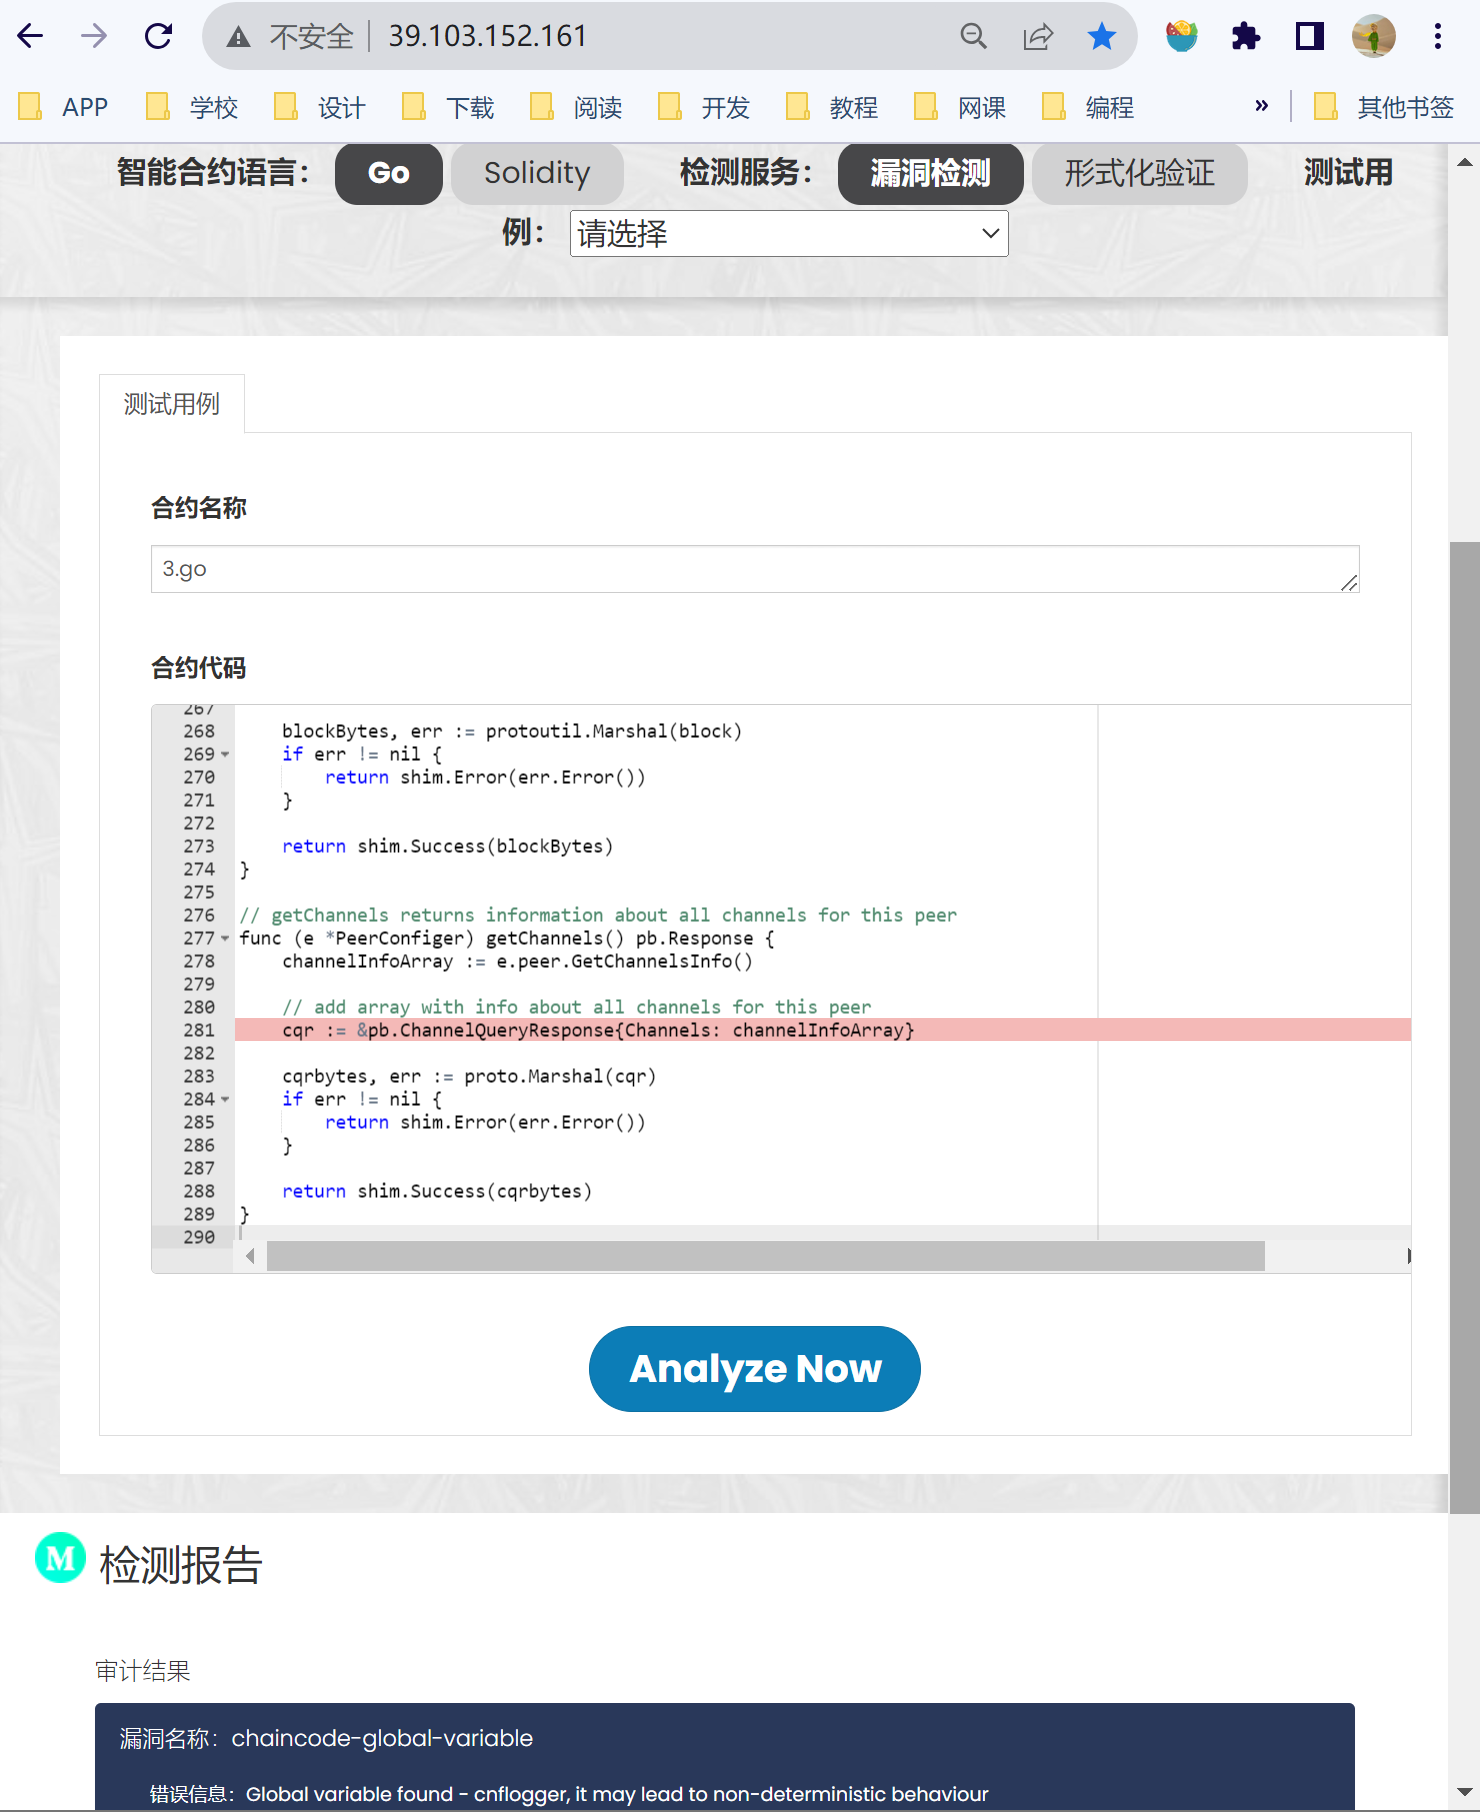 不安全 39.103.152.161
APP 学校 设计 下载 阅读 开发 教程 网课 编程 » 其他书签
智能合约语言： Go Solidity 检测服务： 漏洞检测 形式化验证 测试用
例： 请选择
测试用例
合约名称
3.go
合约代码
267
268 blockBytes, err := protoutil.Marshal(block)
269 if err != nil {
270 return shim.Error(err.Error())
271 }
272
273 return shim.Success(blockBytes)
274 }
275
276 // getChannels returns information about all channels for this peer
277 func (e *PeerConfiger) getChannels() pb.Response {
278 channelInfoArray := e.peer.GetChannelsInfo()
279
280 // add array with info about all channels for this peer
281 cqr := &pb.ChannelQueryResponse{Channels: channelInfoArray}
282
283 cqrbytes, err := proto.Marshal(cqr)
284 if err != nil {
285 return shim.Error(err.Error())
286 }
287
288 return shim.Success(cqrbytes)
289 }
290
Analyze Now
M 检测报告
审计结果
漏洞名称：chaincode-global-variable
错误信息：Global variable found - cnflogger, it may lead to non-deterministic behaviour